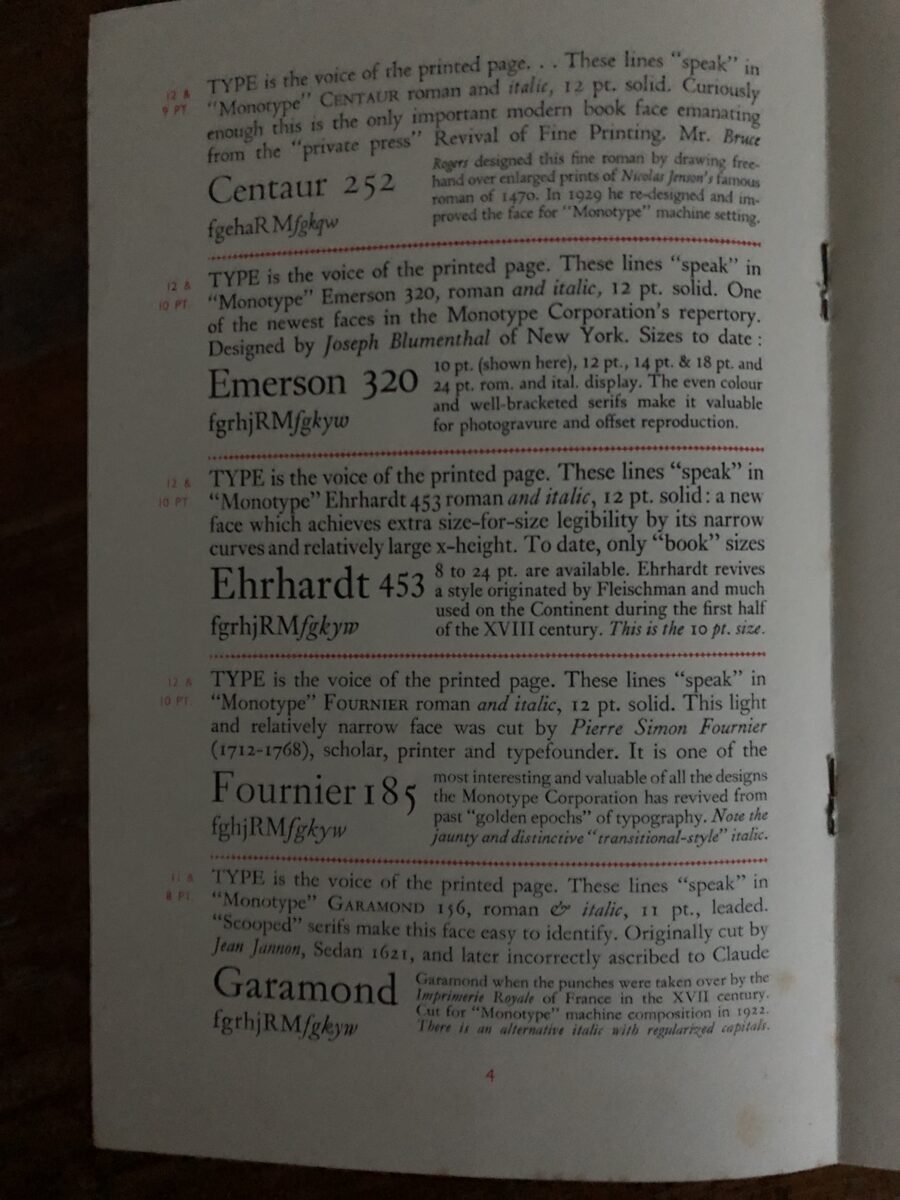 TYPE is the voice of the printed page. . . These lines “speak” in
12 &
“Monotype” CENTAUR roman and italic, 12 pt. solid. Curiously
9 PT.
enough this is the only important modern book face emanating
from the “private press” Revival of Fine Printing. Mr. Bruce
Centaur 252
fgehaRMfgkqw
Rogers designed this fine roman by drawing free-
hand over enlarged prints of Nicolas Jenson’s famous
roman of 1470. In 1929 he re-designed and im-
proved the face for “Monotype” machine setting.
TYPE is the voice of the printed page. These lines “speak” in
12 &
“Monotype” Emerson 320, roman and italic, 12 pt. solid. One
10 PT.
of the newest faces in the Monotype Corporation’s repertory.
Designed by Joseph Blumenthal of New York. Sizes to date :
Emerson 320
fgrhjRMfgkyw
10 pt. (shown here), 12 pt., 14 pt. & 18 pt. and
24 pt. rom. and ital. display. The even colour
and well-bracketed serifs make it valuable
for photogravure and offset reproduction.
TYPE is the voice of the printed page. These lines “speak” in
12 &
“Monotype” Ehrhardt 453 roman and italic, 12 pt. solid : a new
10 PT.
face which achieves extra size-for-size legibility by its narrow
curves and relatively large x-height. To date, only “book” sizes
Ehrhardt 453
fgrhjRMfgkyw
8 to 24 pt. are available. Ehrhardt revives
a style originated by Fleischman and much
used on the Continent during the first half
of the XVIII century. This is the 10 pt. size.
TYPE is the voice of the printed page. These lines “speak” in
12 &
“Monotype” FOURNIER roman and italic, 12 pt. solid. This light
10 PT.
and relatively narrow face was cut by Pierre Simon Fournier
(1712-1768), scholar, printer and typefounder. It is one of the
Fournier 185
fghjRMfgkyw
most interesting and valuable of all the designs
the Monotype Corporation has revived from
past “golden epochs” of typography. Note the
jaunty and distinctive “transitional-style” italic.
TYPE is the voice of the printed page. These lines “speak” in
11 &
“Monotype” GARAMOND 156, roman & italic, 11 pt., leaded.
8 PT.
“Scooped” serifs make this face easy to identify. Originally cut by
Jean Jannon, Sedan 1621, and later incorrectly ascribed to Claude
Garamond
fgrhjRMfgkyw
Garamond when the punches were taken over by the
Imprimerie Royale of France in the XVII century.
Cut for “Monotype” machine composition in 1922.
There is an alternative italic with regularized capitals.
4